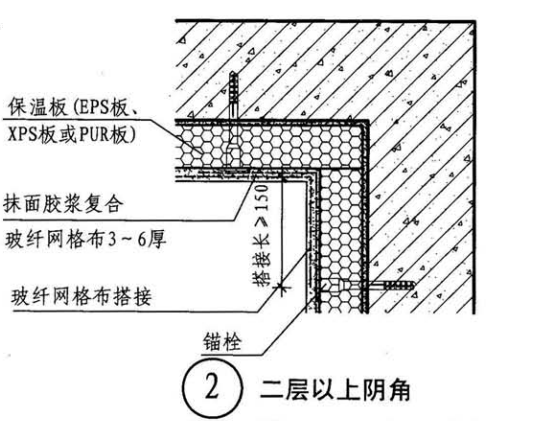 保温板(EPS板、
XPS板或PUR板)
抹面胶浆复合
玻纤网格布3~6厚
搭接长≥150
玻纤网格布搭接
锚栓
2 二层以上阴角